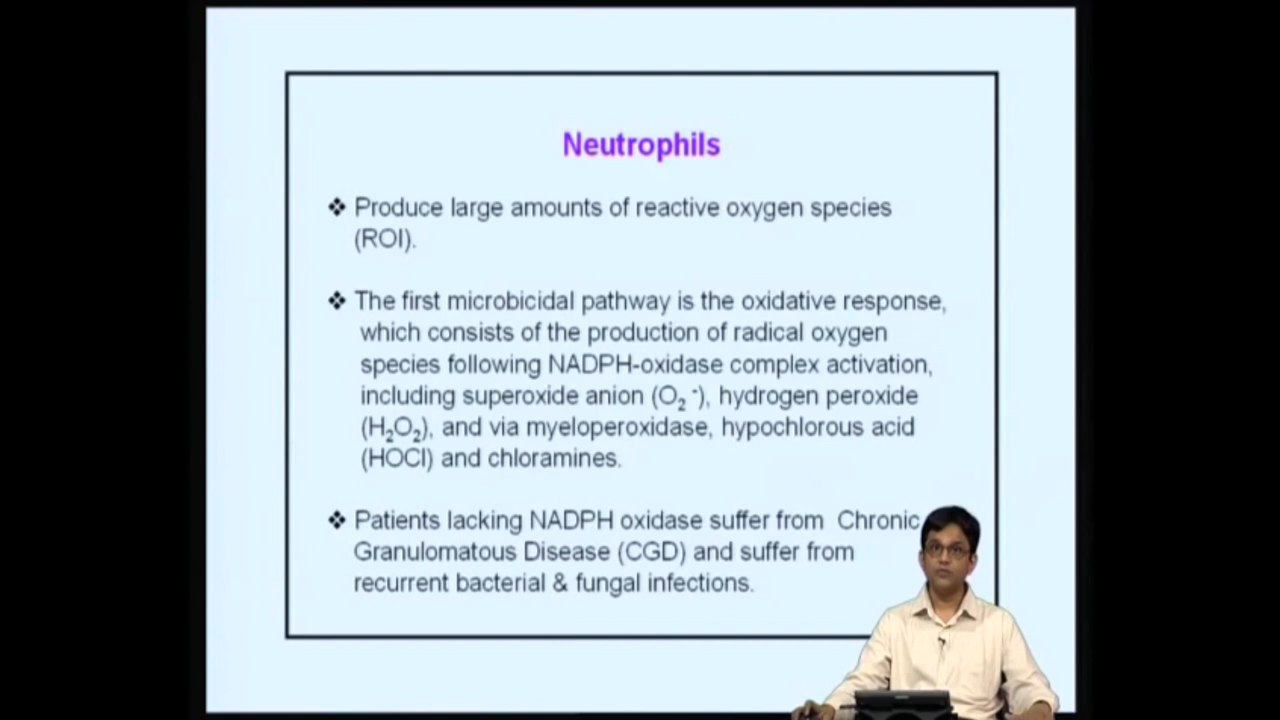 Neutrophils
❖ Produce large amounts of reactive oxygen species
(ROI).
❖ The first microbicidal pathway is the oxidative response,
which consists of the production of radical oxygen
species following NADPH-oxidase complex activation,
including superoxide anion (O₂⁻), hydrogen peroxide
(H₂O₂), and via myeloperoxidase, hypochlorous acid
(HOCl) and chloramines.
❖ Patients lacking NADPH oxidase suffer from Chronic
Granulomatous Disease (CGD) and suffer from
recurrent bacterial & fungal infections.